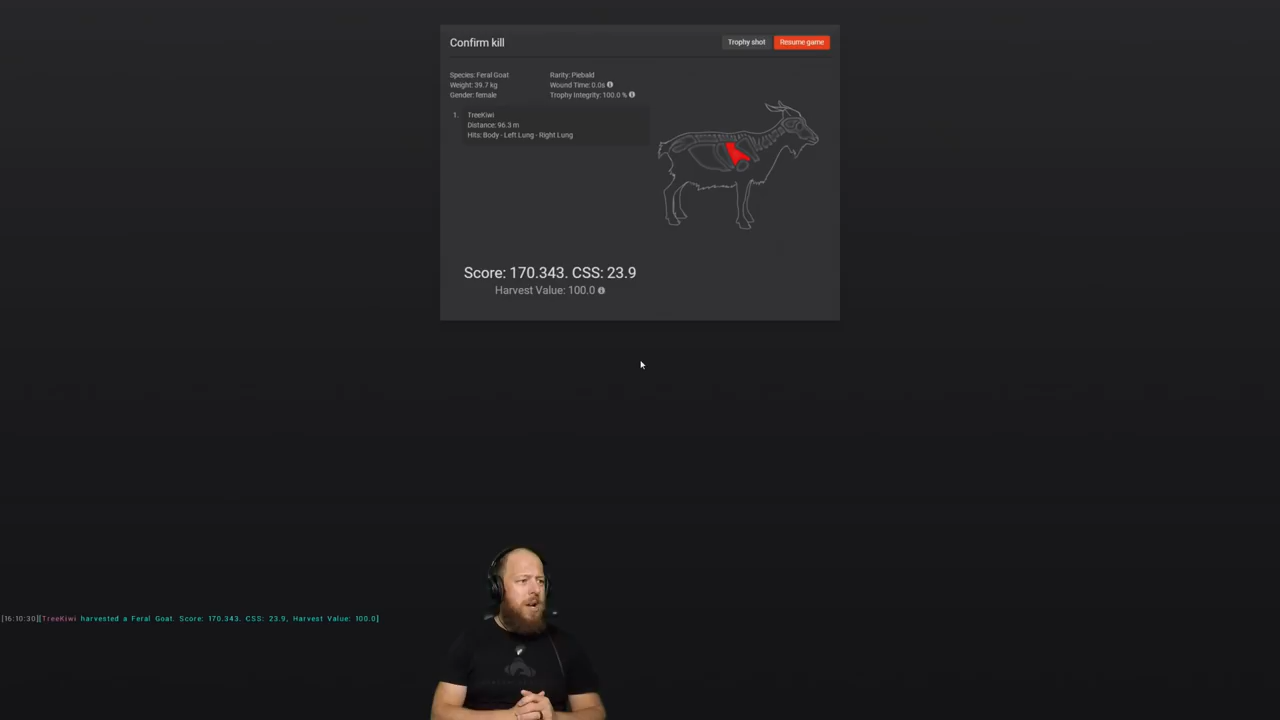 Confirm kill
Trophy shot
Resume game
Species: Feral Goat
Weight: 39.7 kg
Gender: female
Rarity: Piebald
Wound Time: 0.0s
Trophy Integrity: 100.0 %
1. TreeKiwi
Distance: 96.3 m
Hits: Body - Left Lung - Right Lung
Score: 170.343. CSS: 23.9
Harvest Value: 100.0
[16:10:30][TreeKiwi harvested a Feral Goat. Score: 170.343. CSS: 23.9, Harvest Value: 100.0]